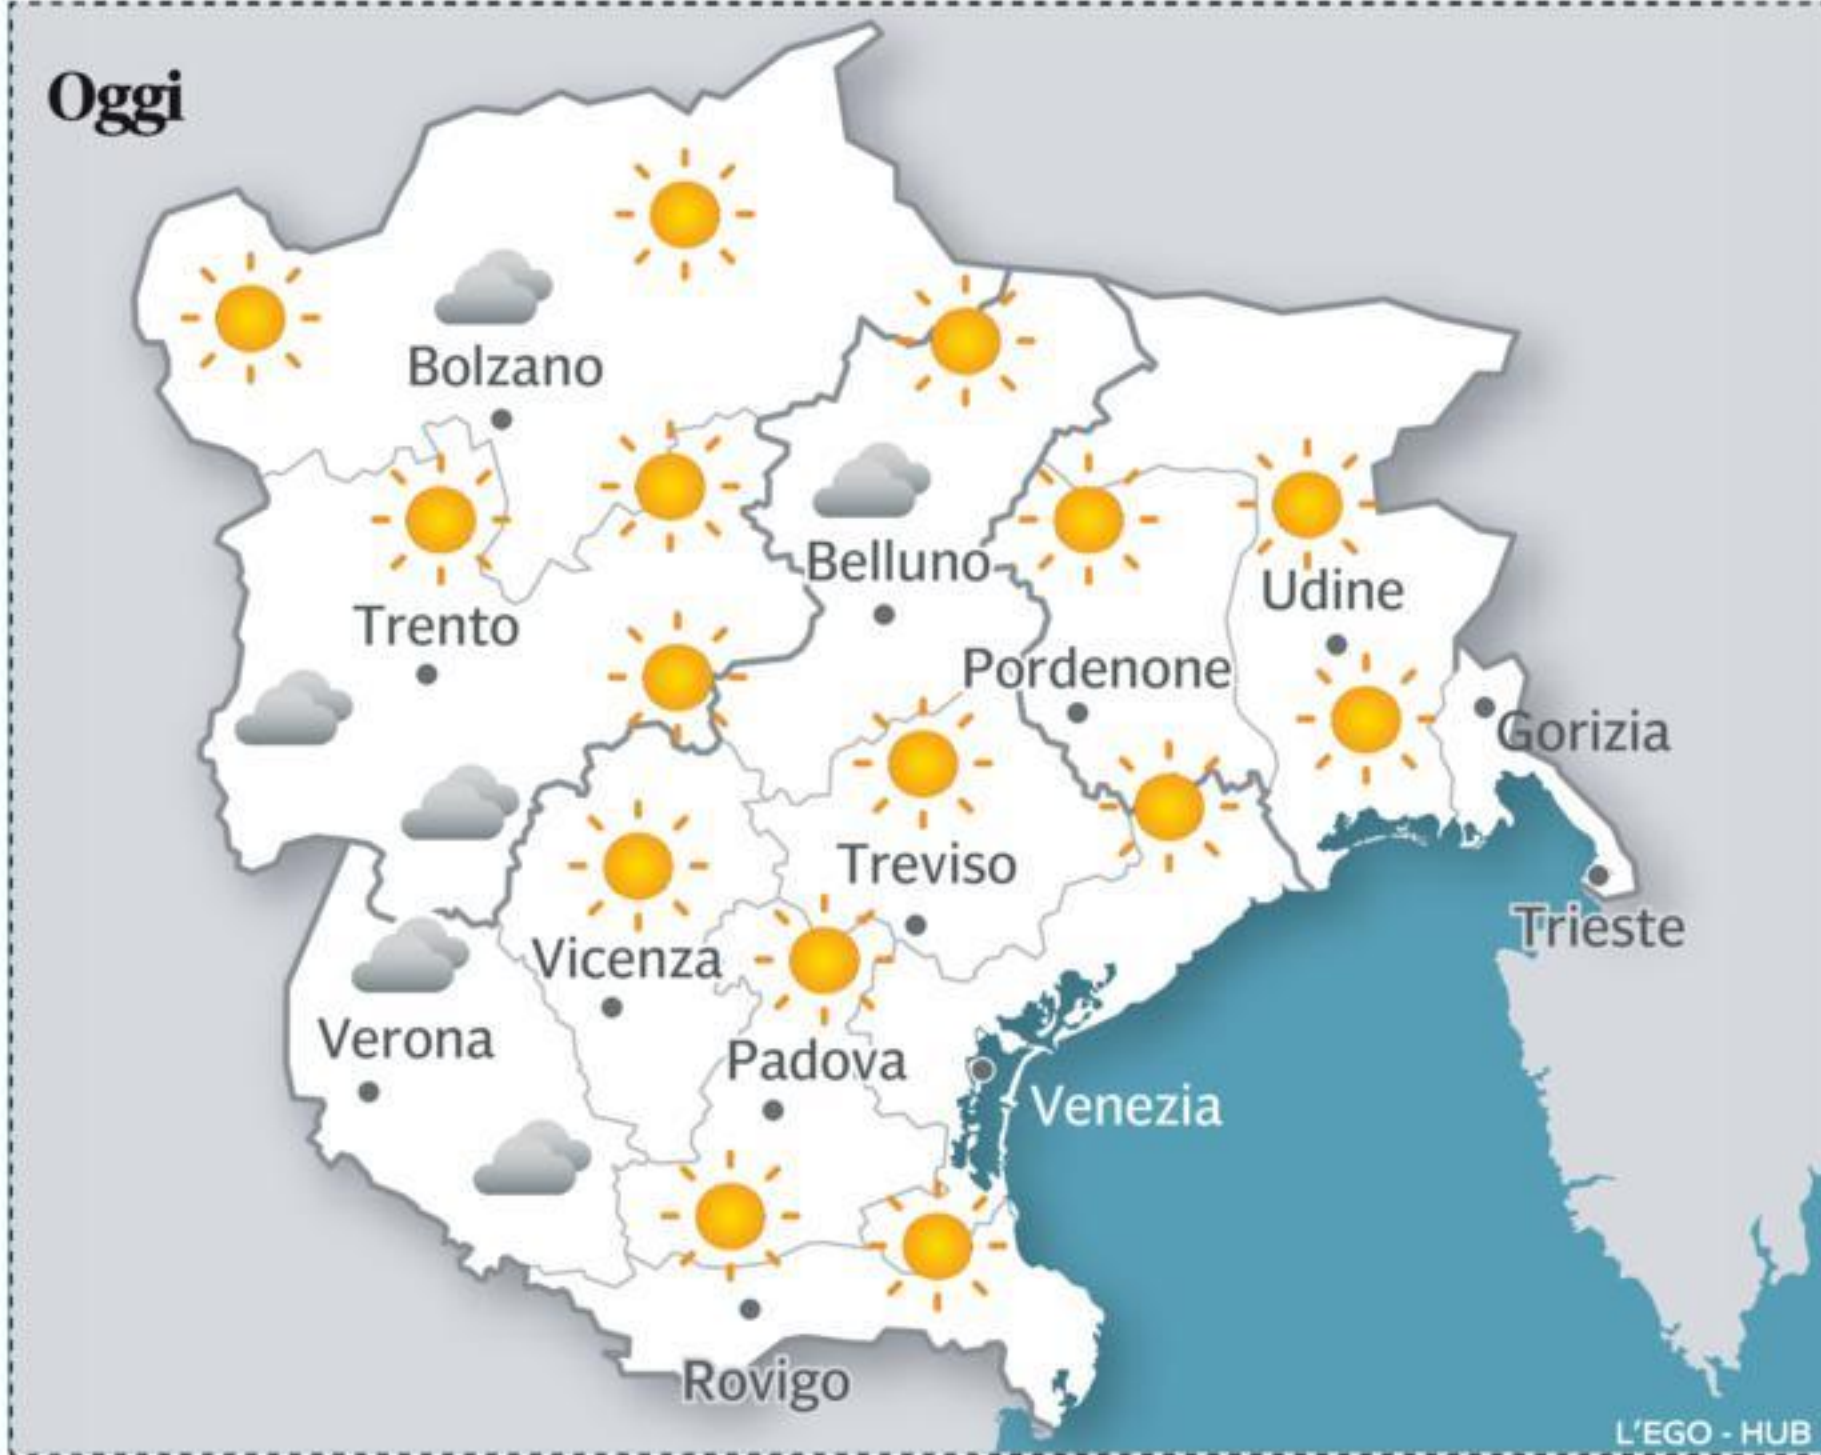 Oggi
Bolzano
Belluno
Udine
Trento
Pordenone
Gorizia
Treviso
Trieste
Vicenza
Verona
Padova
Venezia
Rovigo
L'EGO - HUB